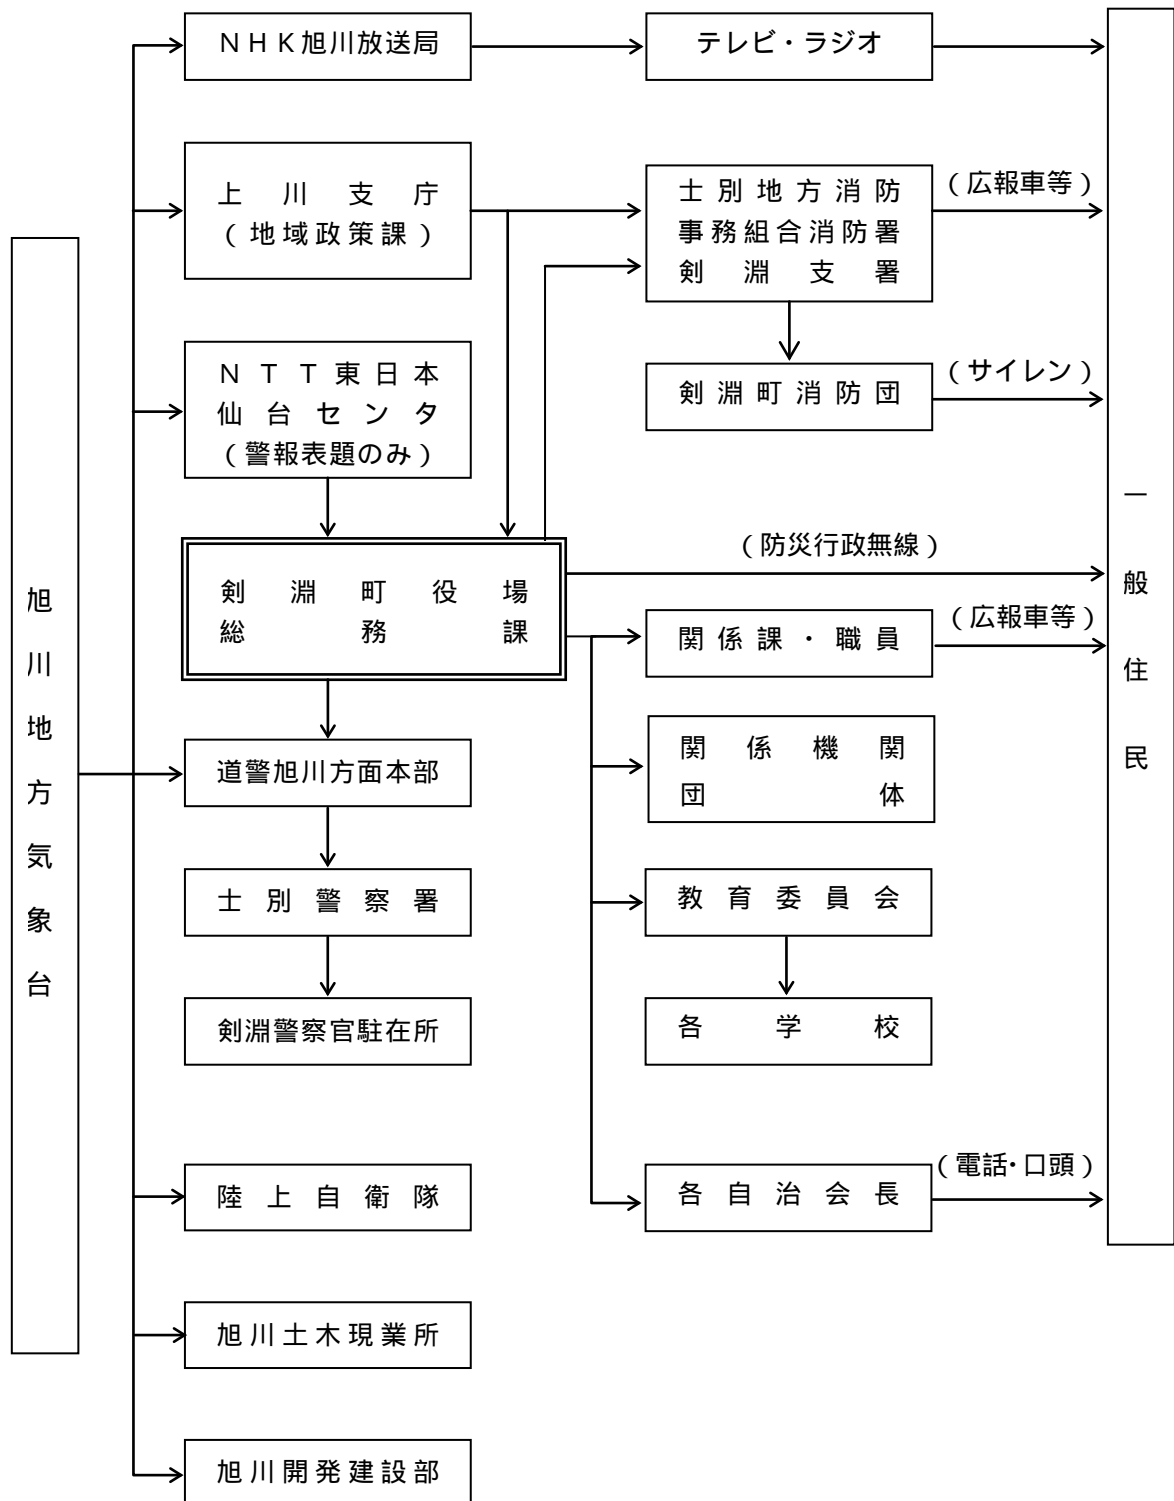 NHK旭川放送局
テレビ・ラジオ
上川支庁
(地域政策課)
士別地方消防
事務組合消防署
剣淵支署
(広報車等)
NTT東日本
仙台センタ
(警報表題のみ)
剣淵町消防団
(サイレン)
剣淵町役場
総務課
(防災行政無線)
関係課・職員
(広報車等)
関係機関
団体
道警旭川方面本部
士別警察署
教育委員会
剣淵警察官駐在所
各学校
陸上自衛隊
各自治会長
(電話・口頭)
旭川土木現業所
旭川開発建設部
旭川地方気象台
一般住民